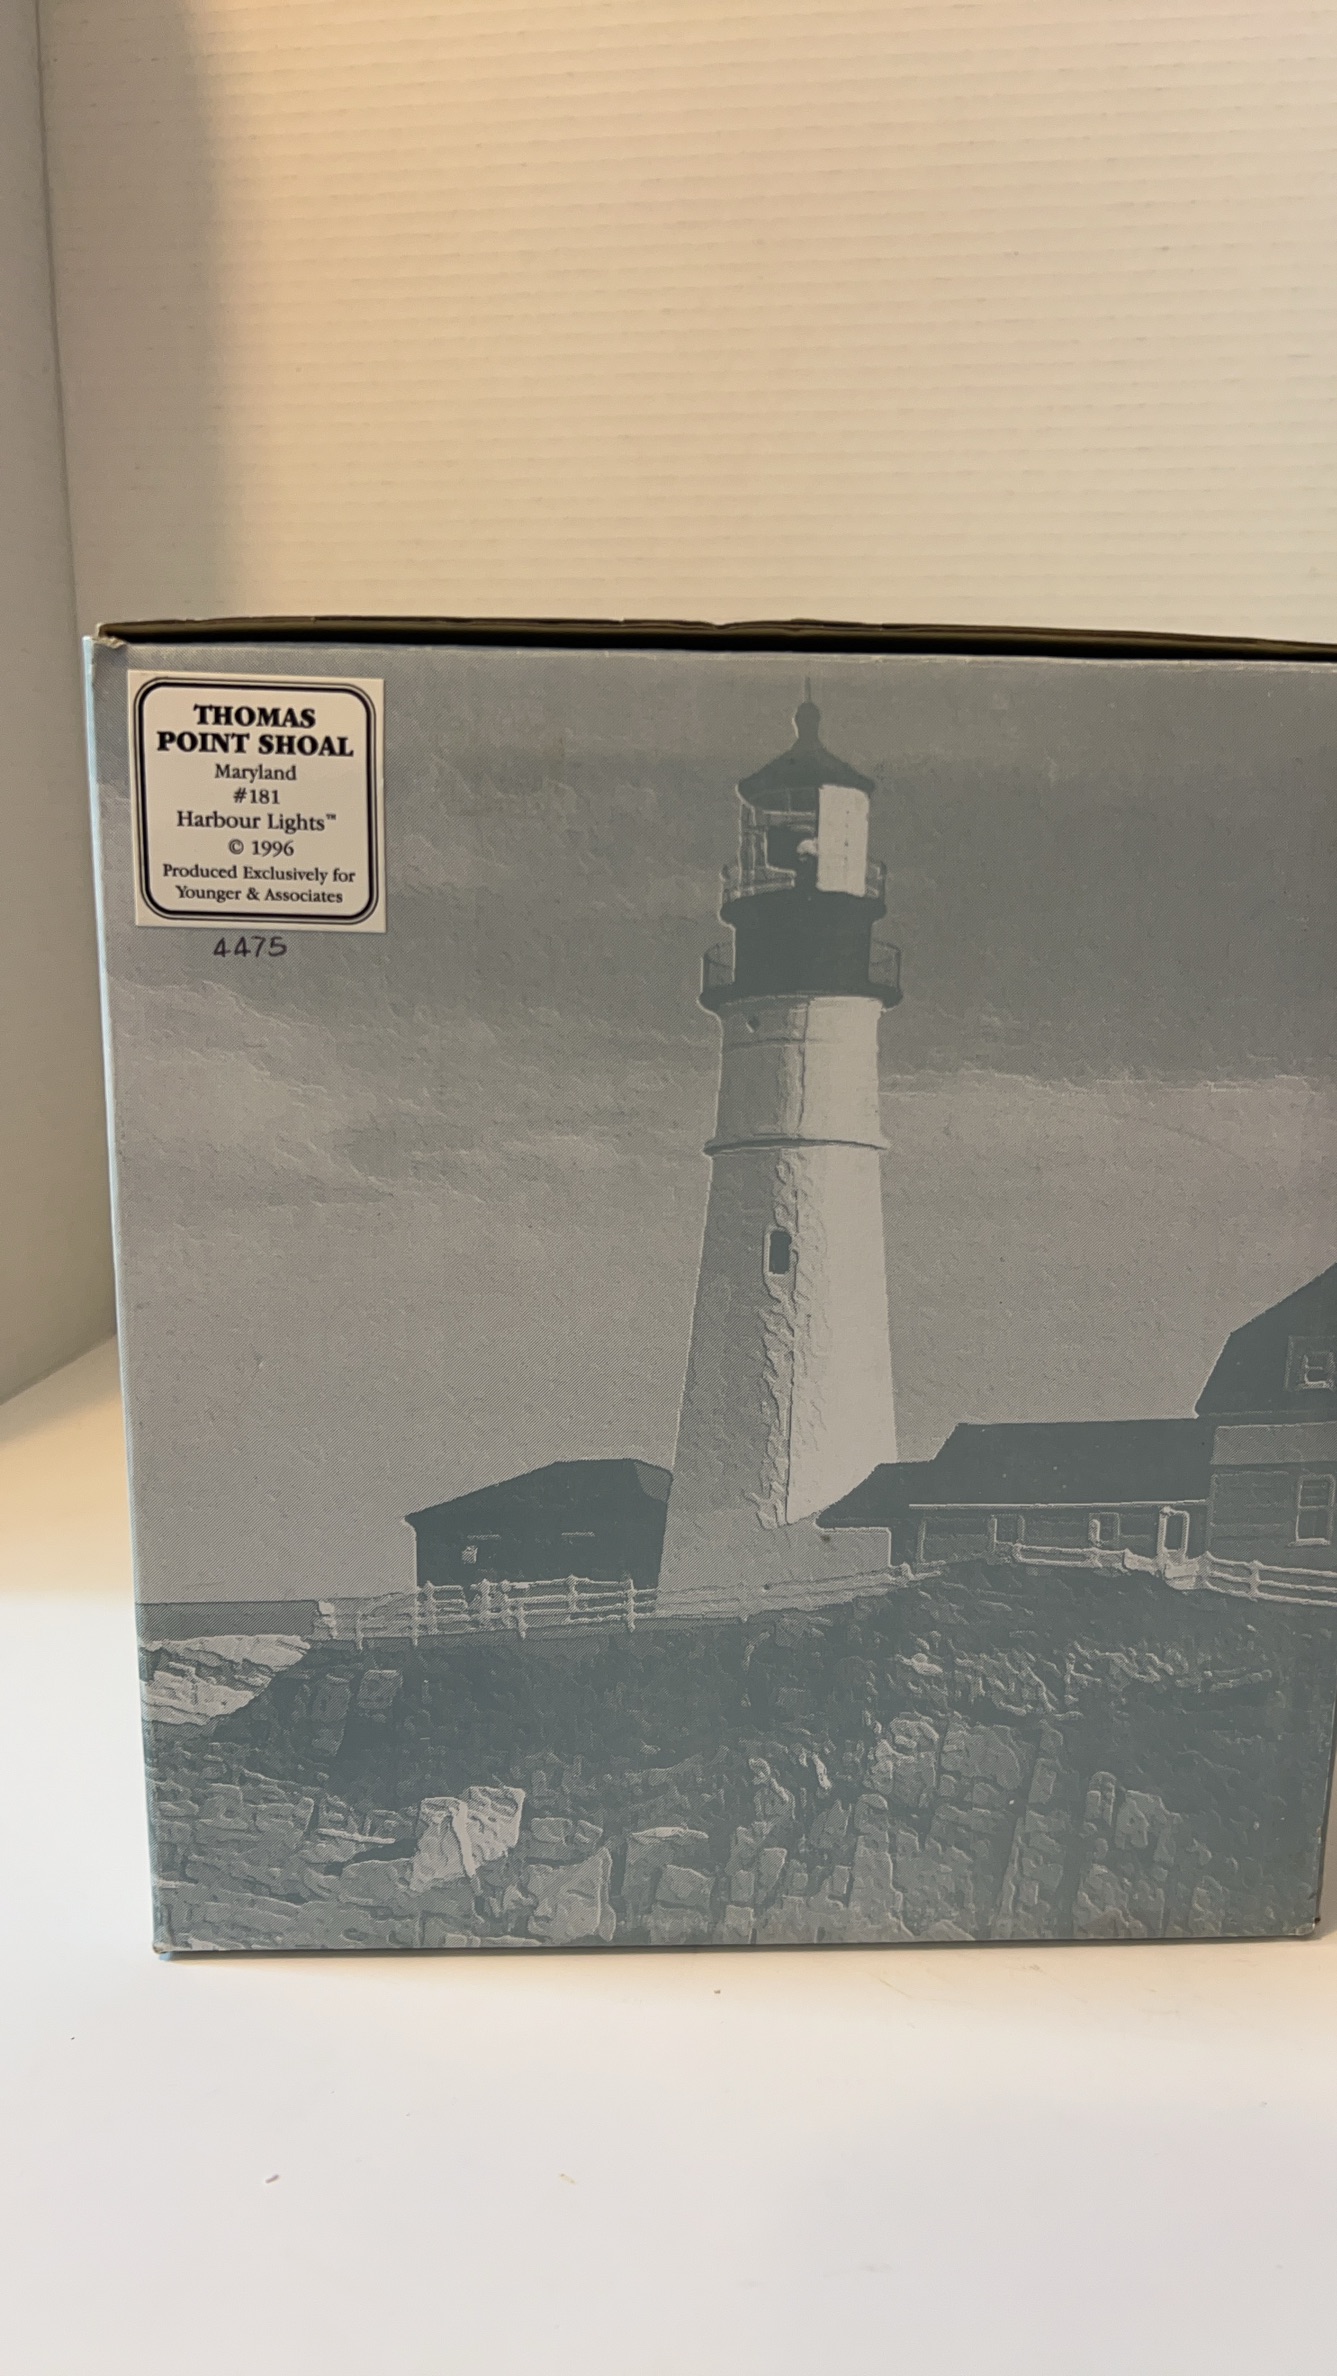 THOMAS
POINT SHOAL
Maryland
#181
Harbour Lights™
© 1996
Produced Exclusively for
Younger & Associates
4475